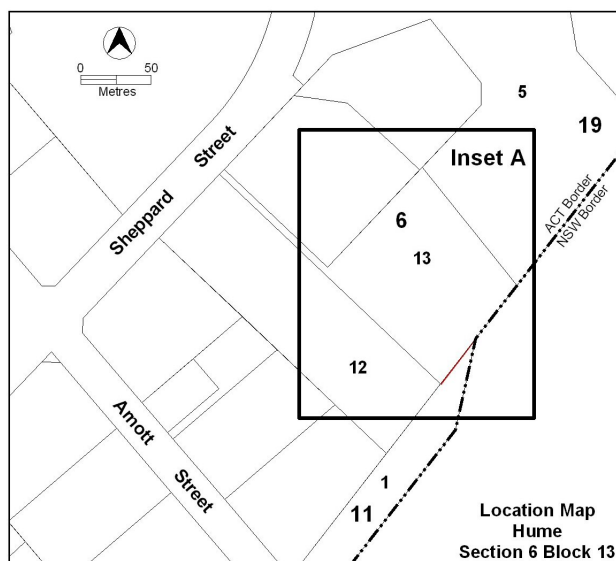 0 50
Metres
5
19
Sheppard Street
Inset A
ACT Border
NSW Border
6
13
12
Amott Street
1
11
Location Map
Hume
Section 6 Block 13